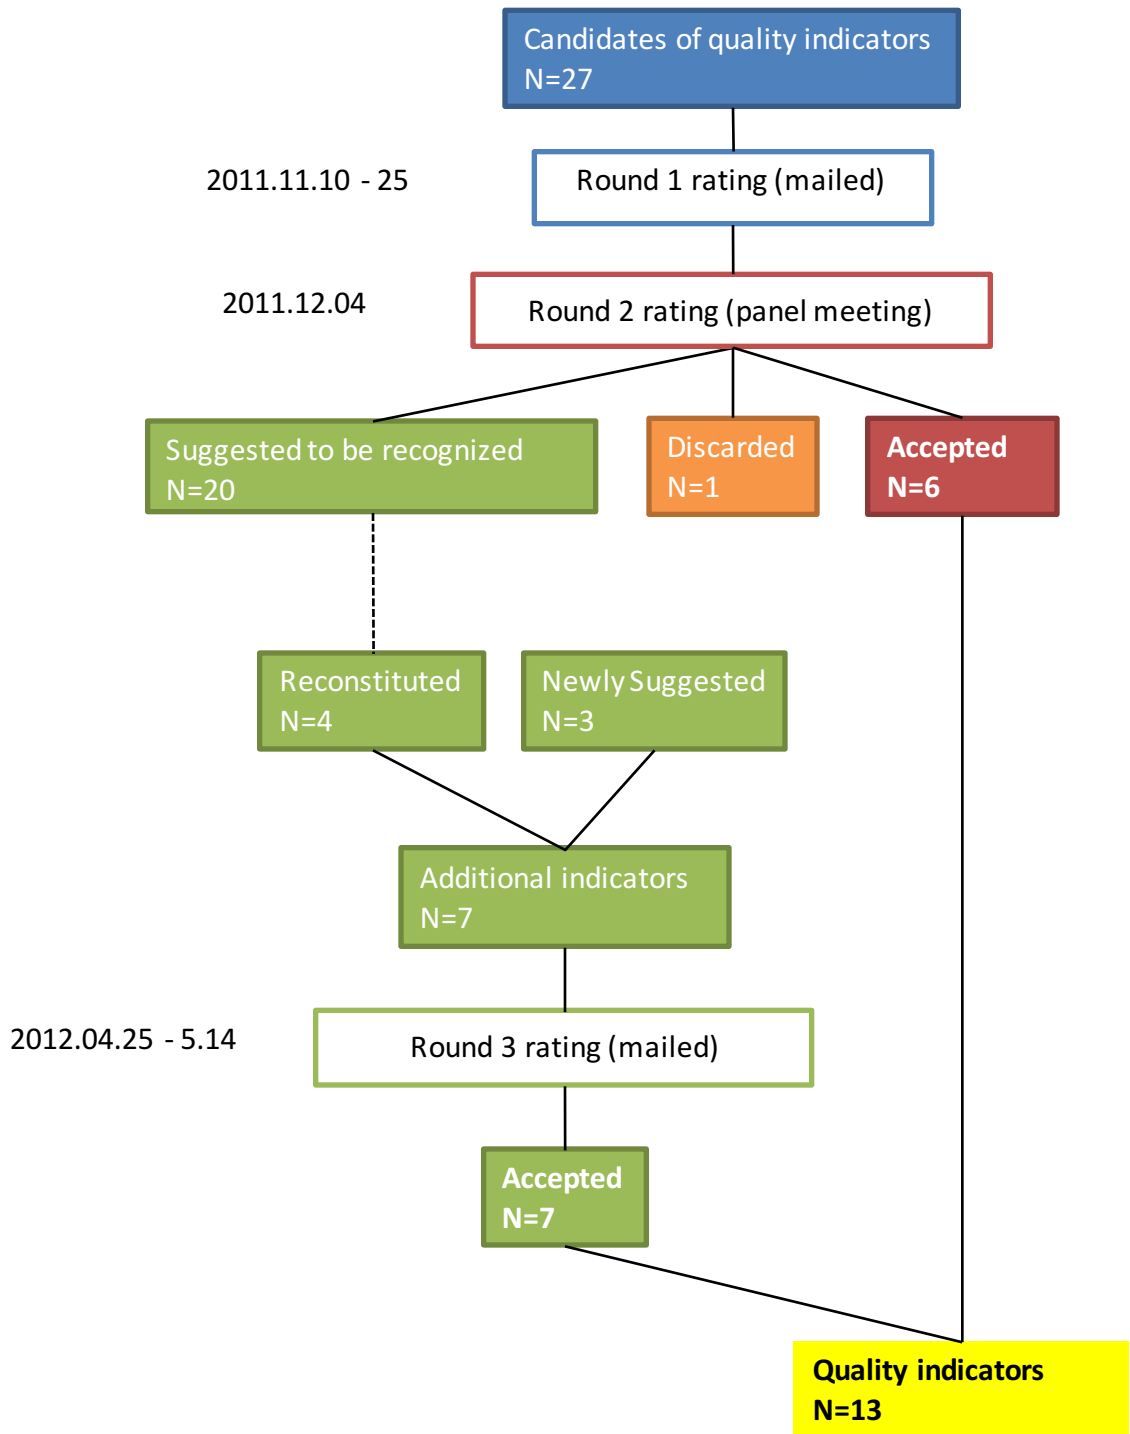 Candidates of quality indicators
N=27
2011.11.10 - 25
Round 1 rating (mailed)
2011.12.04
Round 2 rating (panel meeting)
Suggested to be recognized
N=20
Discarded
N=1
Accepted
N=6
Reconstituted
N=4
Newly Suggested
N=3
Additional indicators
N=7
2012.04.25 - 5.14
Round 3 rating (mailed)
Accepted
N=7
Quality indicators
N=13